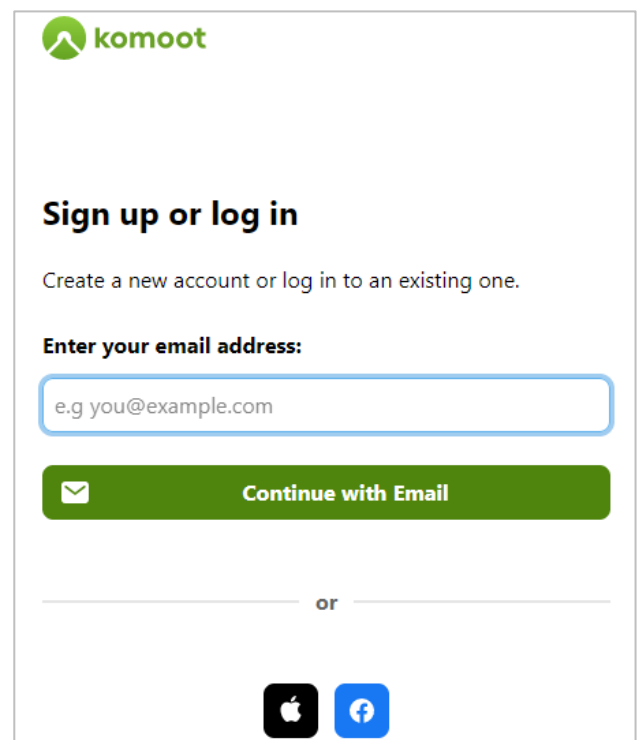 komoot
Sign up or log in
Create a new account or log in to an existing one.
Enter your email address:
e.g you@example.com
Continue with Email
or